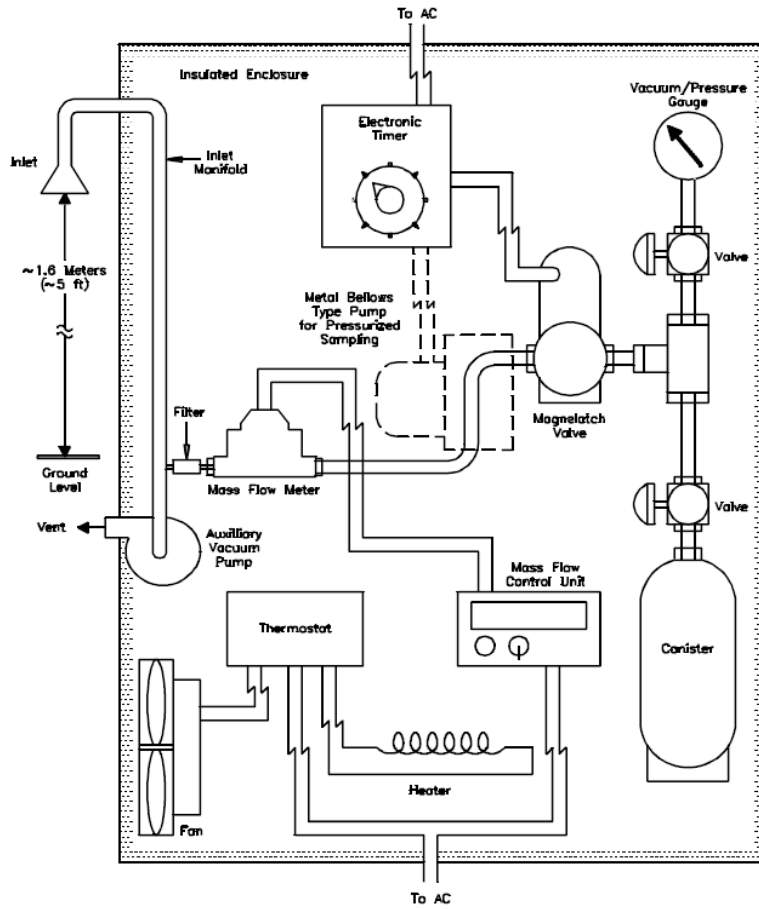 To AC
Insulated Enclosure
Vacuum/Pressure
Gauge
Electronic
Timer
Inlet
Inlet
Manifold
Valve
~1.6 Meters
(~5 ft)
Metal Bellows
Type Pump
for Pressurized
Sampling
Magnelatch
Valve
Filter
Ground
Level
Mass Flow Meter
Valve
Vent
Auxilliary
Vacuum
Pump
Mass Flow
Control Unit
Thermostat
Canister
Heater
Fan
To AC